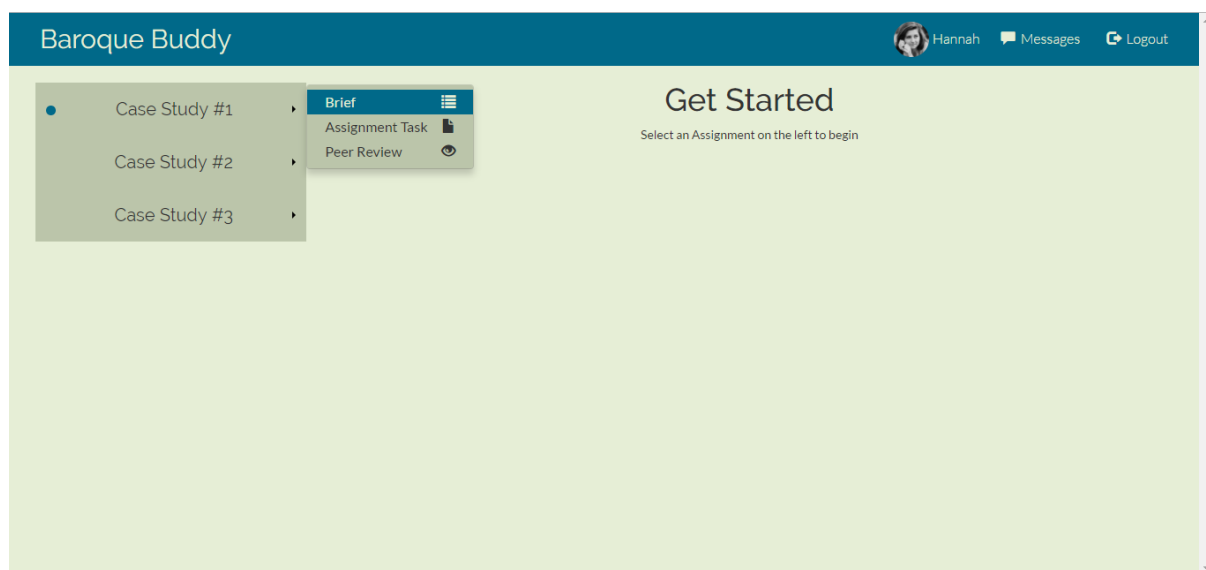 Baroque Buddy
Hannah Messages Logout
Case Study #1
Case Study #2
Case Study #3
Brief
Assignment Task
Peer Review
Get Started
Select an Assignment on the left to begin